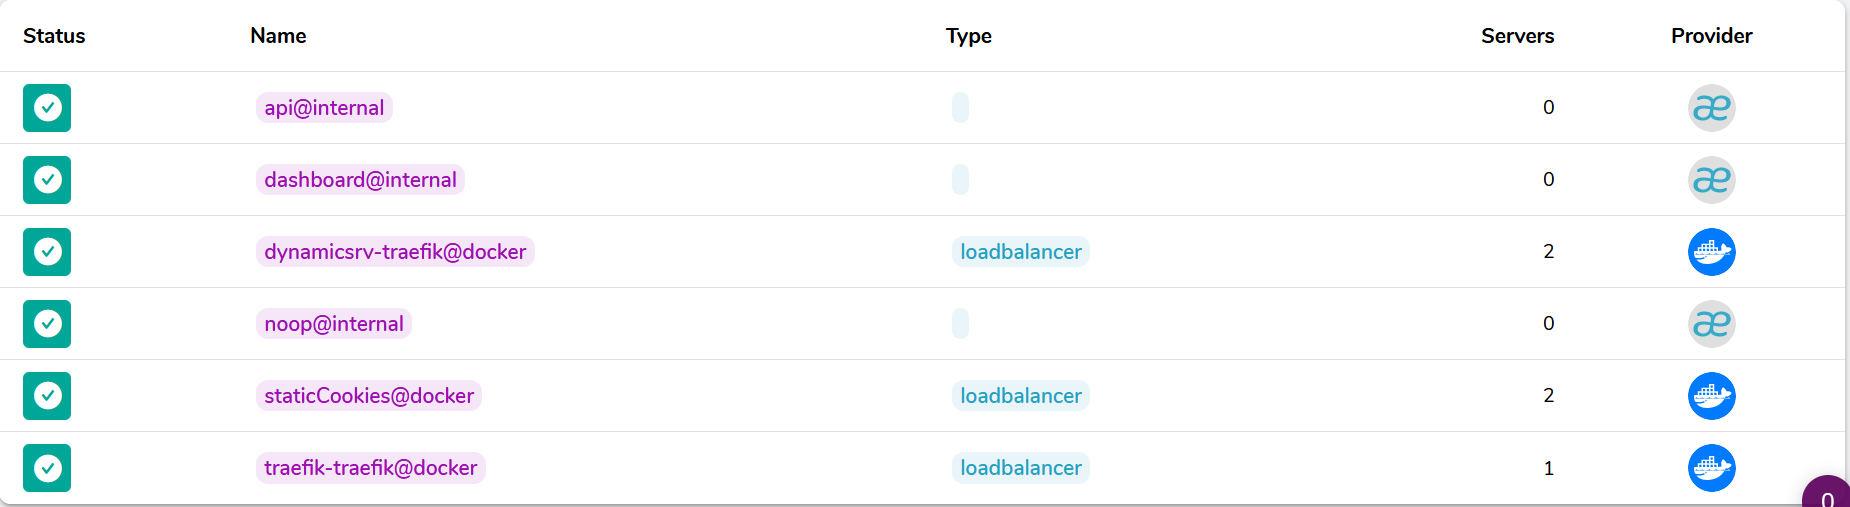 Status Name Type Servers Provider
api@internal 0
dashboard@internal 0
dynamicsrv-traefik@docker loadbalancer 2
noop@internal 0
staticCookies@docker loadbalancer 2
traefik-traefik@docker loadbalancer 1
0